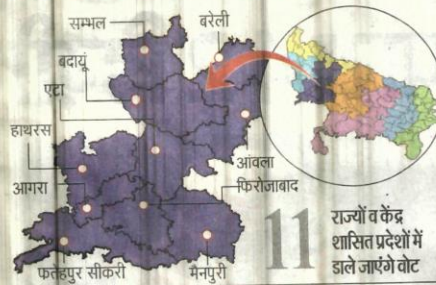 सम्भल
बरेली
बदायूं
एटा
हाथरस
आंवला
आगरा
फिरोजाबाद
फतेहपुर सीकरी
मैनपुरी
11
राज्यों व केंद्र
शासित प्रदेशों में
डाले जाएंगे वोट